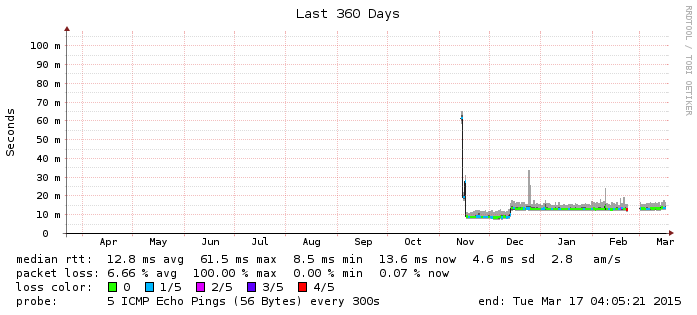 Last 360 Days
RRDTOOL / TOBI OETIKER
Seconds
100 m
90 m
80 m
70 m
60 m
50 m
40 m
30 m
20 m
10 m
0
Apr May Jun Jul Aug Sep Oct Nov Dec Jan Feb Mar
median rtt: 12.8 ms avg 61.5 ms max 8.5 ms min 13.6 ms now 4.6 ms sd 2.8 am/s
packet loss: 6.66 % avg 100.00 % max 0.00 % min 0.07 % now
loss color: 0 1/5 2/5 3/5 4/5
probe: 5 ICMP Echo Pings (56 Bytes) every 300s end: Tue Mar 17 04:05:21 2015